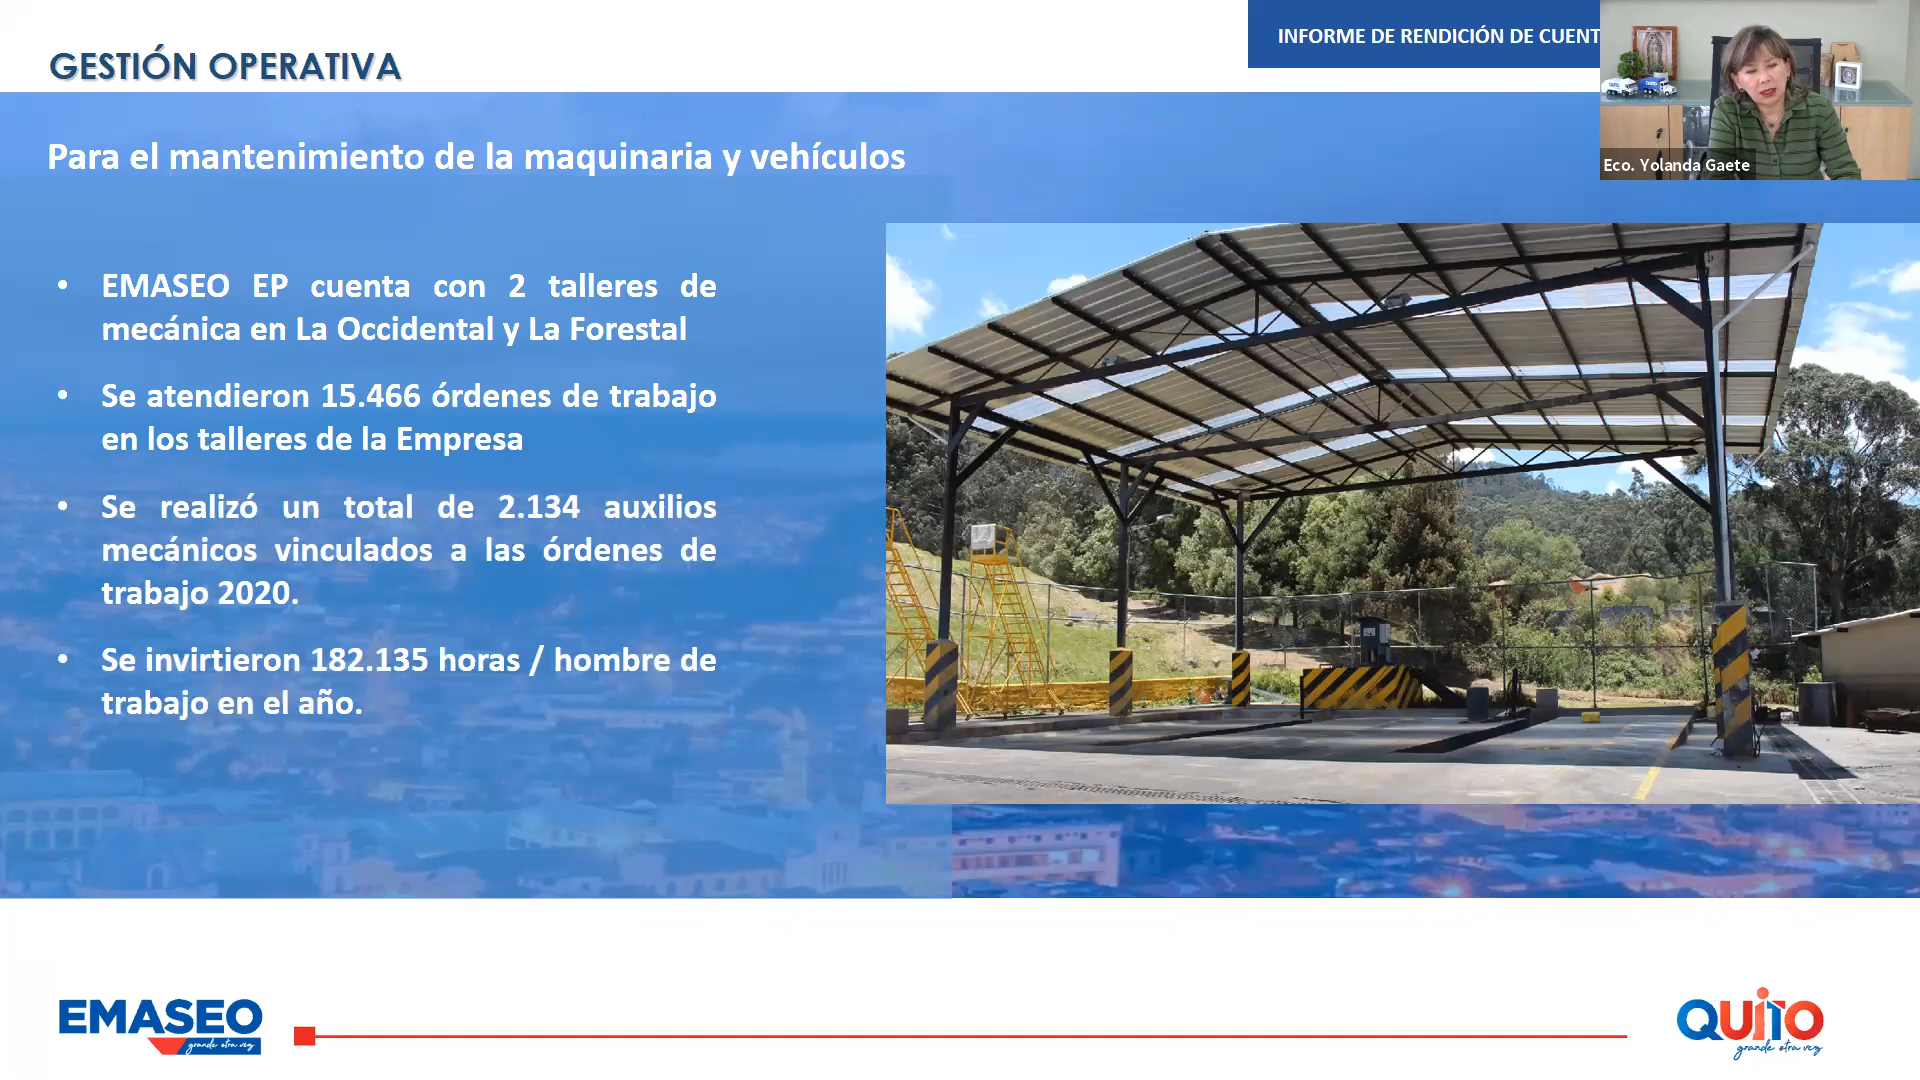 INFORME DE RENDICIÓN DE CUENT
GESTIÓN OPERATIVA
Para el mantenimiento de la maquinaria y vehículos
Eco. Yolanda Gaete
• EMASEO EP cuenta con 2 talleres de
mecánica en La Occidental y La Forestal
• Se atendieron 15.466 órdenes de trabajo
en los talleres de la Empresa
• Se realizó un total de 2.134 auxilios
mecánicos vinculados a las órdenes de
trabajo 2020.
• Se invirtieron 182.135 horas / hombre de
trabajo en el año.
EMASEO
grande otra vez
QUITO
grande otra vez